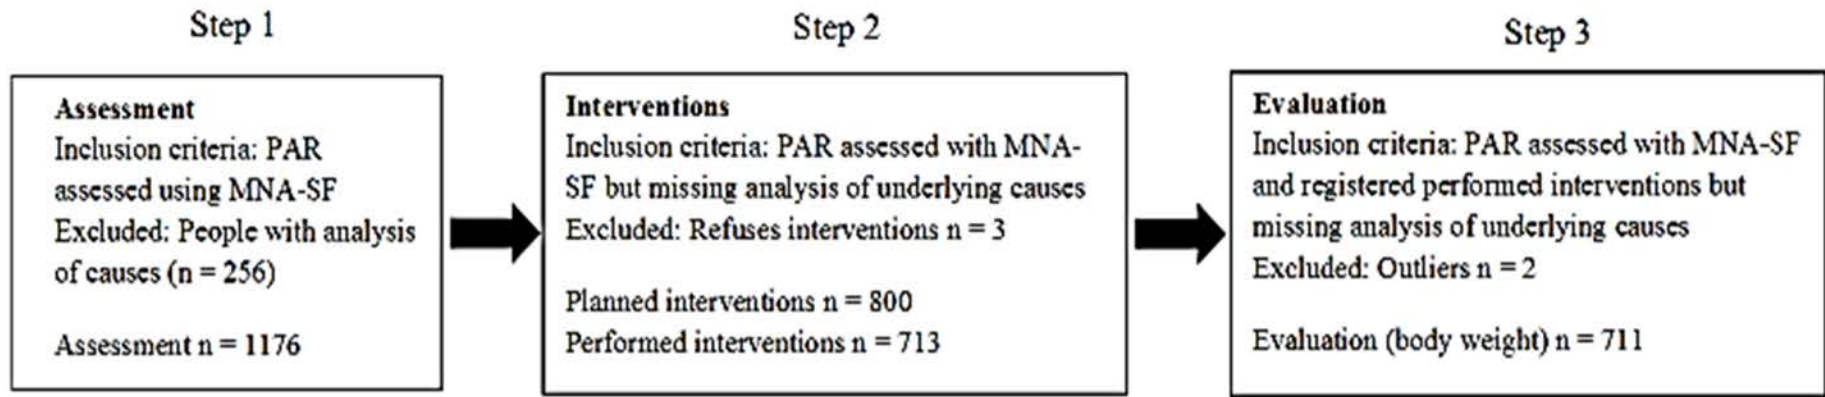 Step 1
Assessment
Inclusion criteria: PAR
assessed using MNA-SF
Excluded: People with analysis
of causes (n = 256)
Assessment n = 1176
Step 2
Interventions
Inclusion criteria: PAR assessed with MNA-
SF but missing analysis of underlying causes
Excluded: Refuses interventions n = 3
Planned interventions n = 800
Performed interventions n = 713
Step 3
Evaluation
Inclusion criteria: PAR assessed with MNA-SF
and registered performed interventions but
missing analysis of underlying causes
Excluded: Outliers n = 2
Evaluation (body weight) n = 711